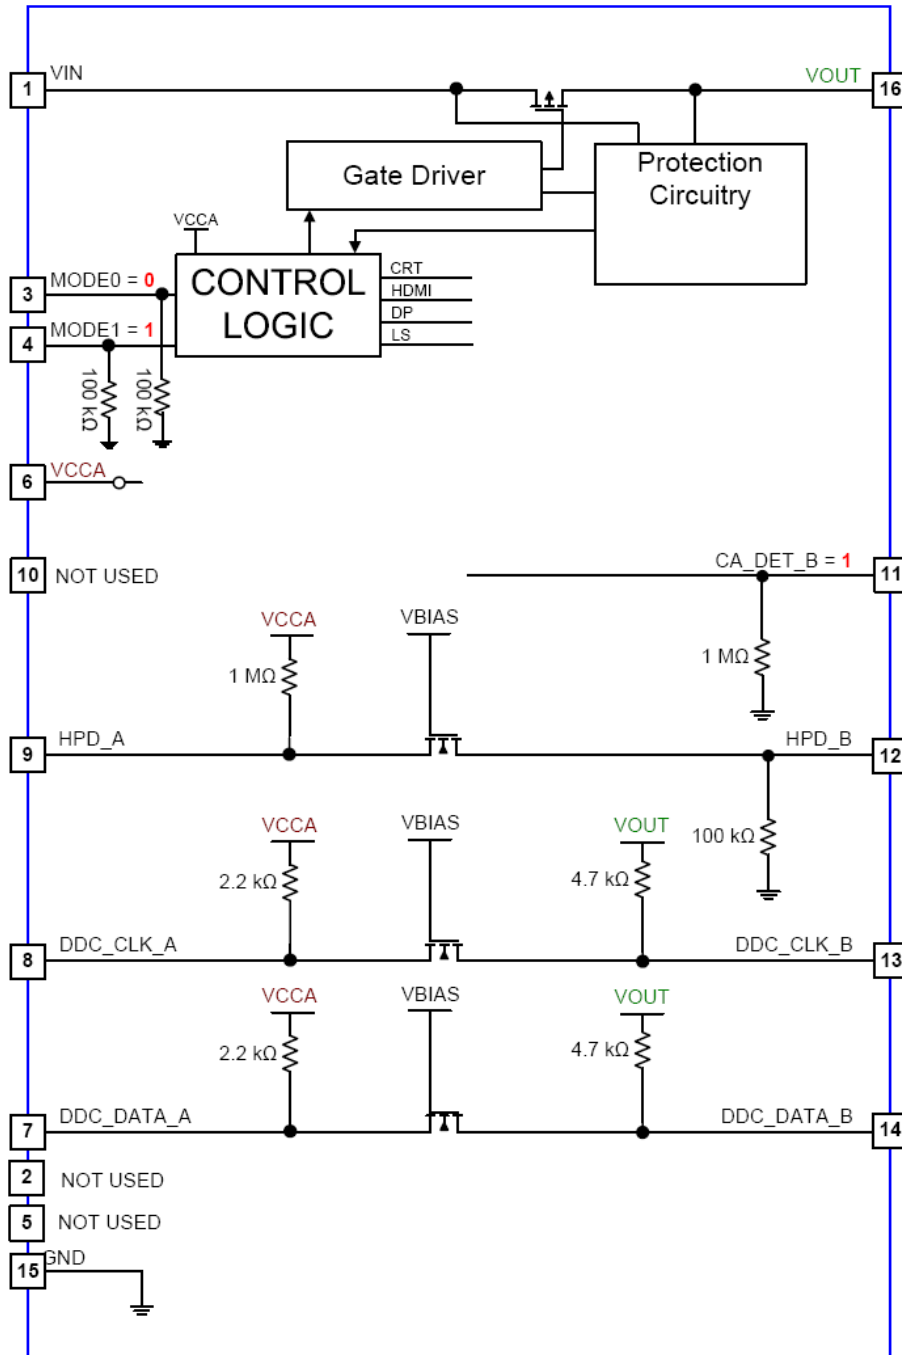 VIN
VOUT
1
16
Gate Driver
Protection
Circuitry
VCCA
CONTROL
LOGIC
CRT
HDMI
DP
LS
3
MODE0 = 0
4
MODE1 = 1
100 kΩ
100 kΩ
6
VCCA
10
NOT USED
CA_DET_B = 1
11
VCCA
VBIAS
1 MΩ
1 MΩ
9
HPD_A
HPD_B
12
VCCA
VBIAS
VOUT
100 kΩ
2.2 kΩ
4.7 kΩ
8
DDC_CLK_A
DDC_CLK_B
13
VCCA
VBIAS
VOUT
2.2 kΩ
4.7 kΩ
7
DDC_DATA_A
DDC_DATA_B
14
2
NOT USED
5
NOT USED
15
GND